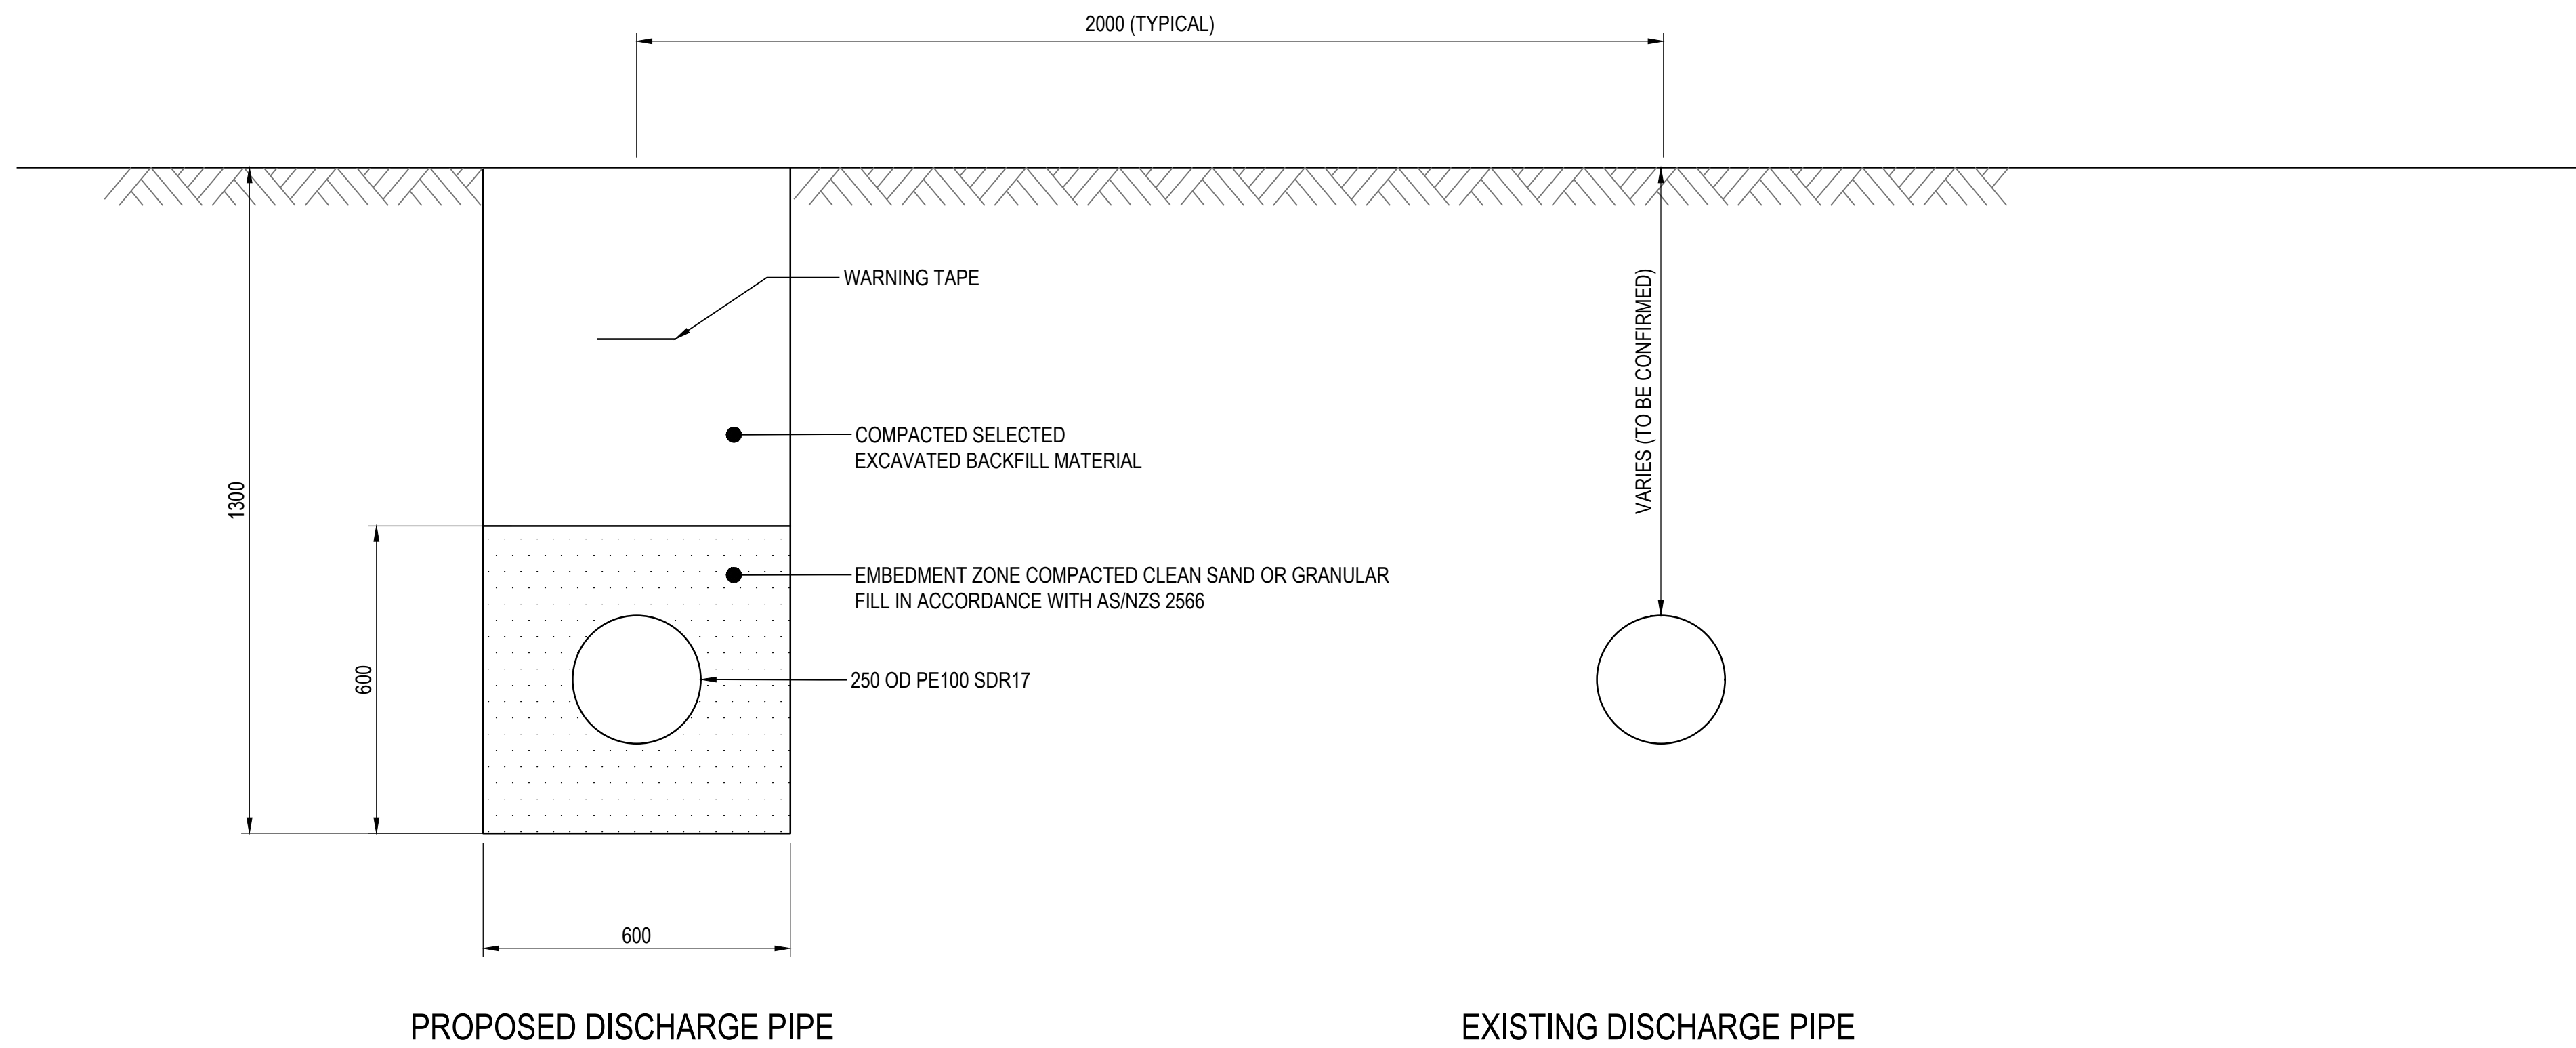 2000 (TYPICAL)
WARNING TAPE
VARIES (TO BE CONFIRMED)
COMPACTED SELECTED
EXCAVATED BACKFILL MATERIAL
1300
EMBEDMENT ZONE COMPACTED CLEAN SAND OR GRANULAR
FILL IN ACCORDANCE WITH AS/NZS 2566
600
250 OD PE100 SDR17
600
PROPOSED DISCHARGE PIPE
EXISTING DISCHARGE PIPE